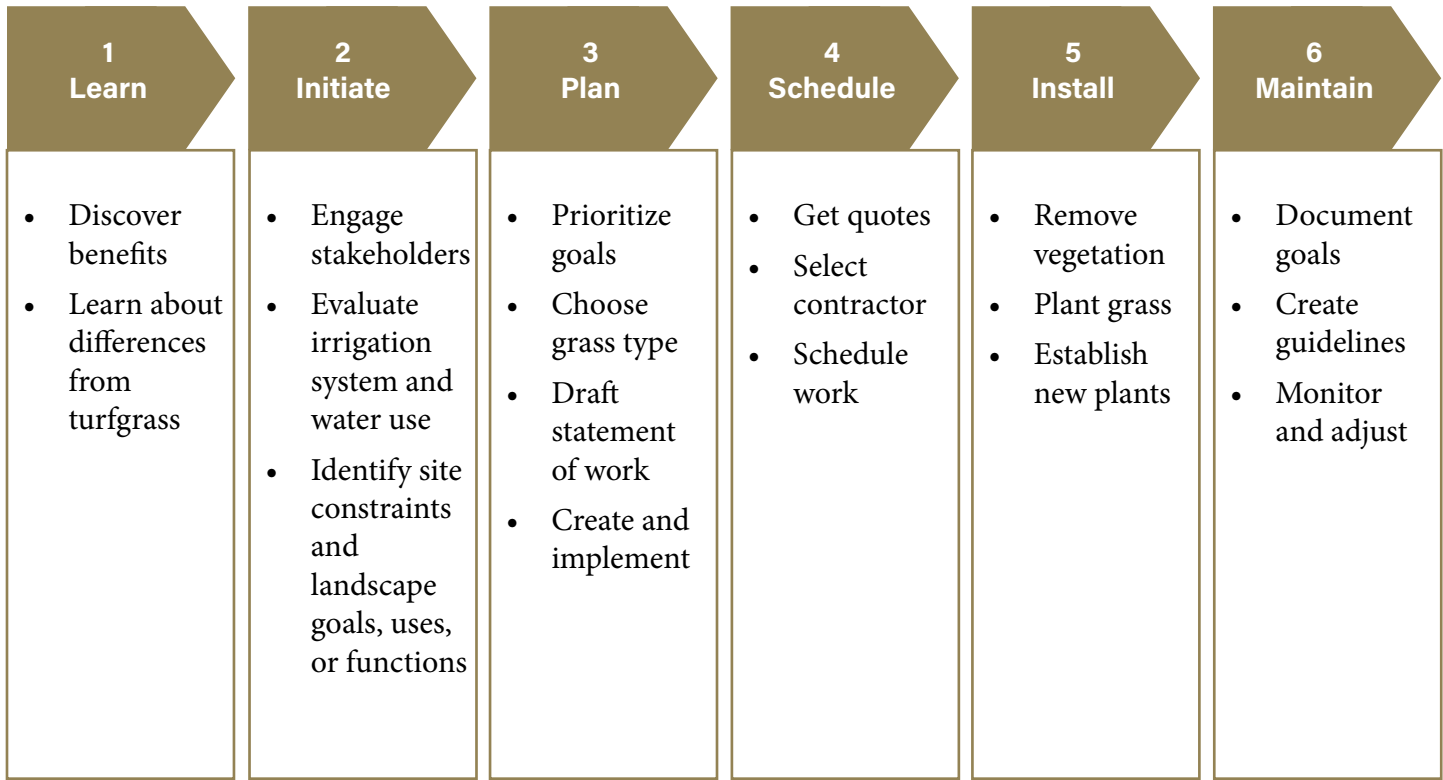 1
Learn
• Discover
benefits
• Learn about
differences
from
turfgrass
2
Initiate
• Engage
stakeholders
• Evaluate
irrigation
system and
water use
• Identify site
constraints
and
landscape
goals, uses,
or functions
3
Plan
• Prioritize
goals
• Choose
grass type
• Draft
statement
of work
• Create and
implement
4
Schedule
• Get quotes
• Select
contractor
• Schedule
work
5
Install
• Remove
vegetation
• Plant grass
• Establish
new plants
6
Maintain
• Document
goals
• Create
guidelines
• Monitor
and adjust